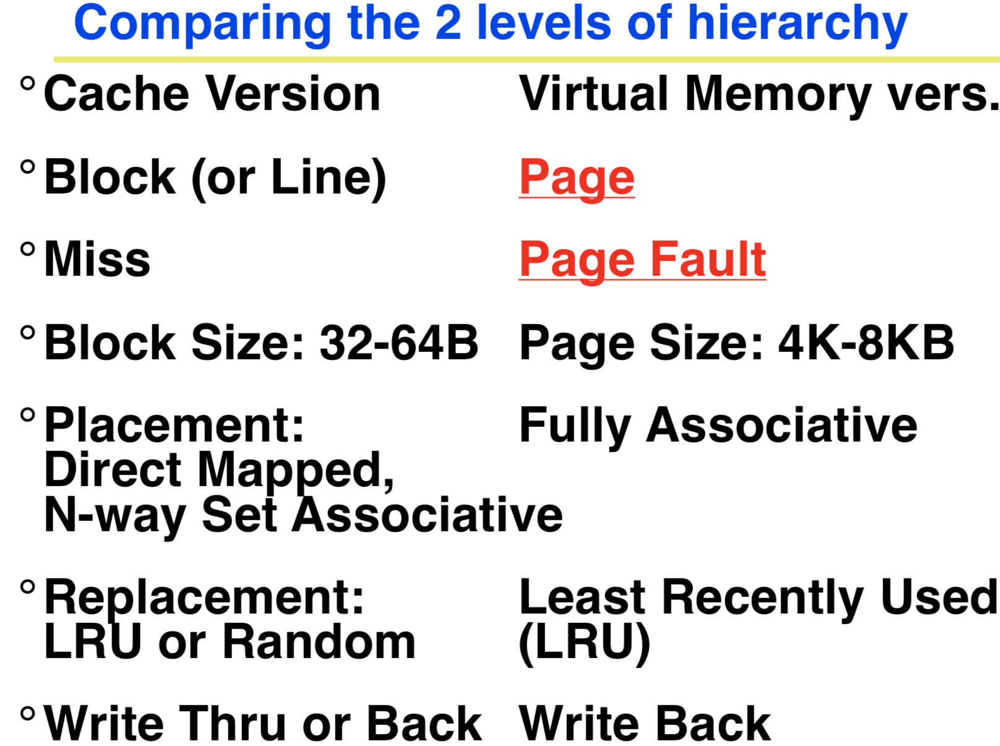 Comparing the 2 levels of hierarchy
° Cache Version Virtual Memory vers.
° Block (or Line) Page
° Miss Page Fault
° Block Size: 32-64B Page Size: 4K-8KB
° Placement: Fully Associative
Direct Mapped,
N-way Set Associative
° Replacement: Least Recently Used
LRU or Random (LRU)
° Write Thru or Back Write Back